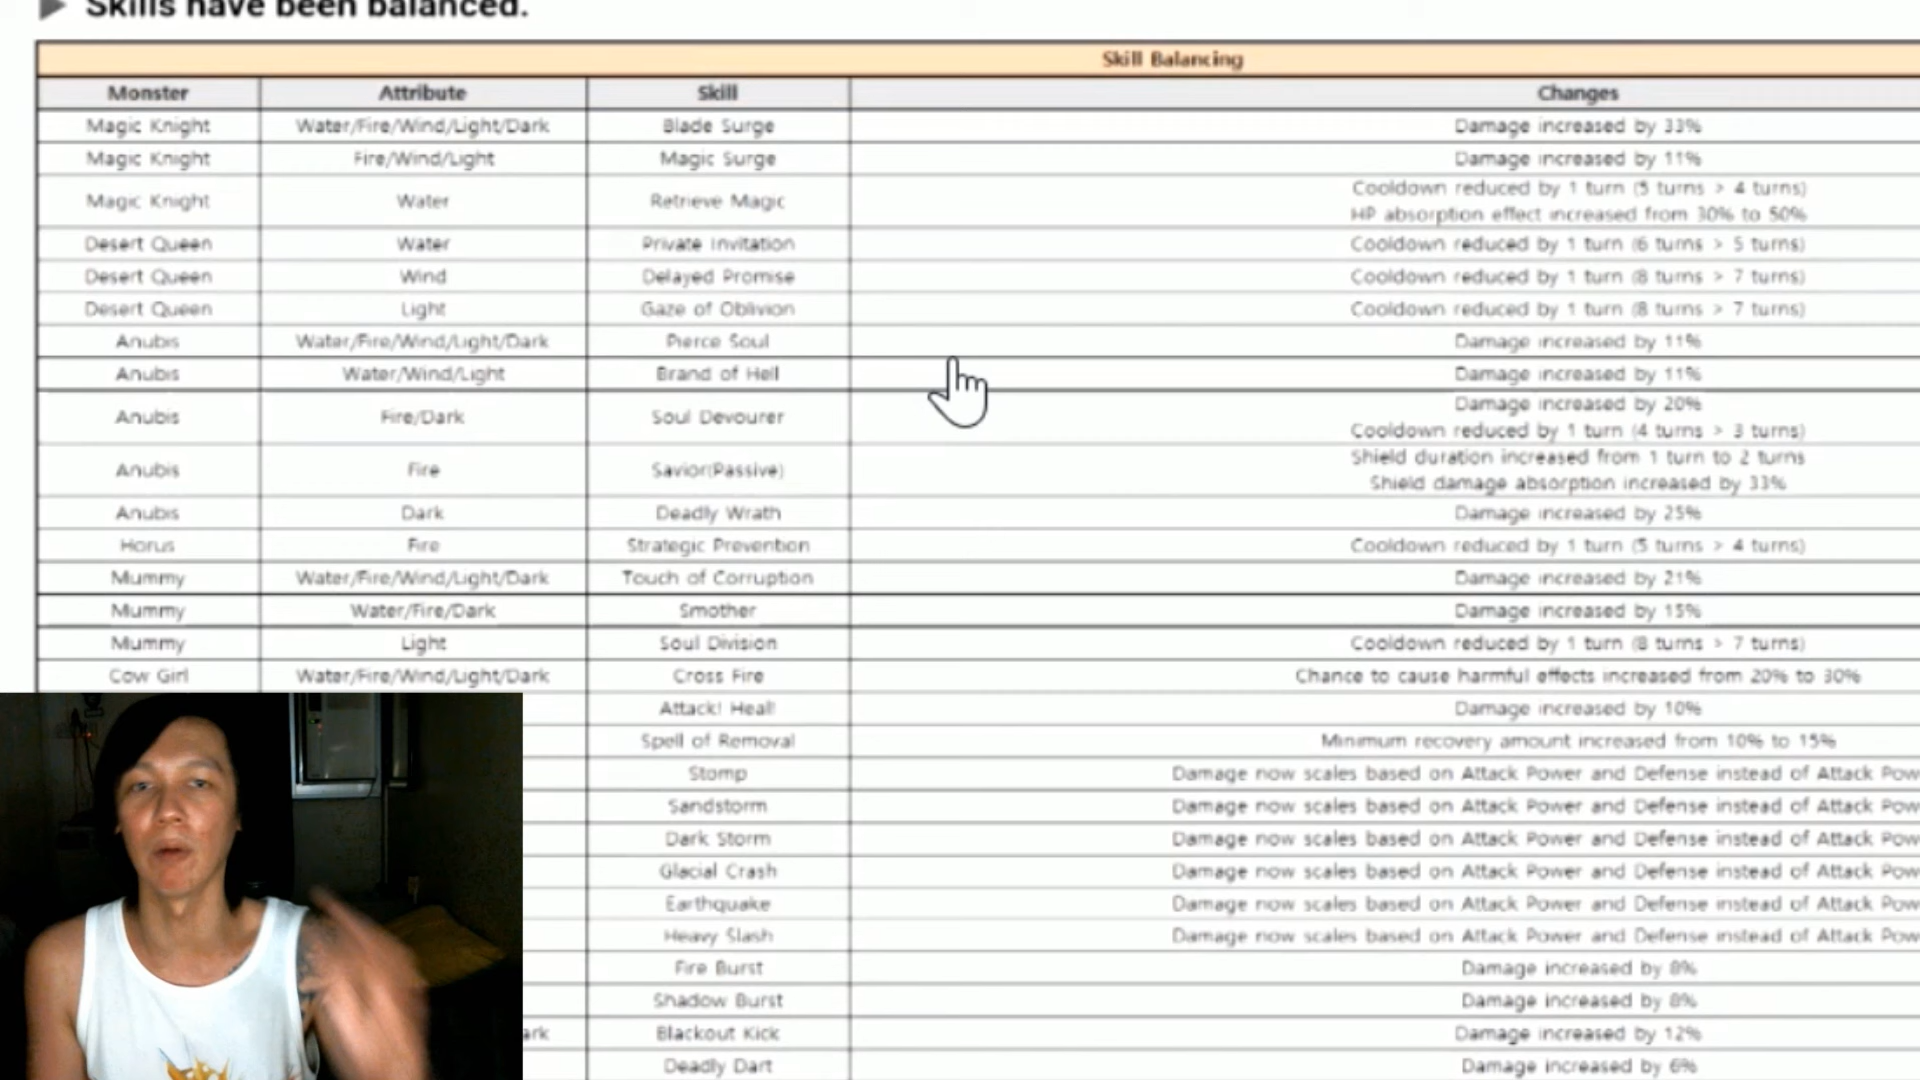 Skills have been balanced.
Skill Balancing
Monster Attribute Skill Changes
Magic Knight Water/Fire/Wind/Light/Dark Blade Surge Damage increased by 33%
Magic Knight Fire/Wind/Light Magic Surge Damage increased by 11%
Magic Knight Water Retrieve Magic Cooldown reduced by 1 turn (5 turns > 4 turns)
HP absorption effect increased from 30% to 50%
Desert Queen Water Private Invitation Cooldown reduced by 1 turn (6 turns > 5 turns)
Desert Queen Wind Delayed Promise Cooldown reduced by 1 turn (8 turns > 7 turns)
Desert Queen Light Gaze of Oblivion Cooldown reduced by 1 turn (8 turns > 7 turns)
Anubis Water/Fire/Wind/Light/Dark Pierce Soul Damage increased by 11%
Anubis Water/Wind/Light Brand of Hell Damage increased by 11%
Anubis Fire/Dark Soul Devourer Damage increased by 20%
Cooldown reduced by 1 turn (4 turns > 3 turns)
Anubis Fire Savior(Passive) Shield duration increased from 1 turn to 2 turns
Shield damage absorption increased by 33%
Anubis Dark Deadly Wrath Damage increased by 25%
Horus Fire Strategic Prevention Cooldown reduced by 1 turn (5 turns > 4 turns)
Mummy Water/Fire/Wind/Light/Dark Touch of Corruption Damage increased by 21%
Mummy Water/Fire/Dark Smother Damage increased by 15%
Mummy Light Soul Division Cooldown reduced by 1 turn (8 turns > 7 turns)
Cow Girl Water/Fire/Wind/Light/Dark Cross Fire Chance to cause harmful effects increased from 20% to 30%
Attack! Heal! Damage increased by 10%
Spell of Removal Minimum recovery amount increased from 10% to 15%
Stomp Damage now scales based on Attack Power and Defense instead of Attack Pow
Sandstorm Damage now scales based on Attack Power and Defense instead of Attack Pow
Dark Storm Damage now scales based on Attack Power and Defense instead of Attack Pow
Glacial Crash Damage now scales based on Attack Power and Defense instead of Attack Pow
Earthquake Damage now scales based on Attack Power and Defense instead of Attack Pow
Heavy Slash Damage now scales based on Attack Power and Defense instead of Attack Pow
Fire Burst Damage increased by 8%
Shadow Burst Damage increased by 8%
ark Blackout Kick Damage increased by 12%
Deadly Dart Damage increased by 6%